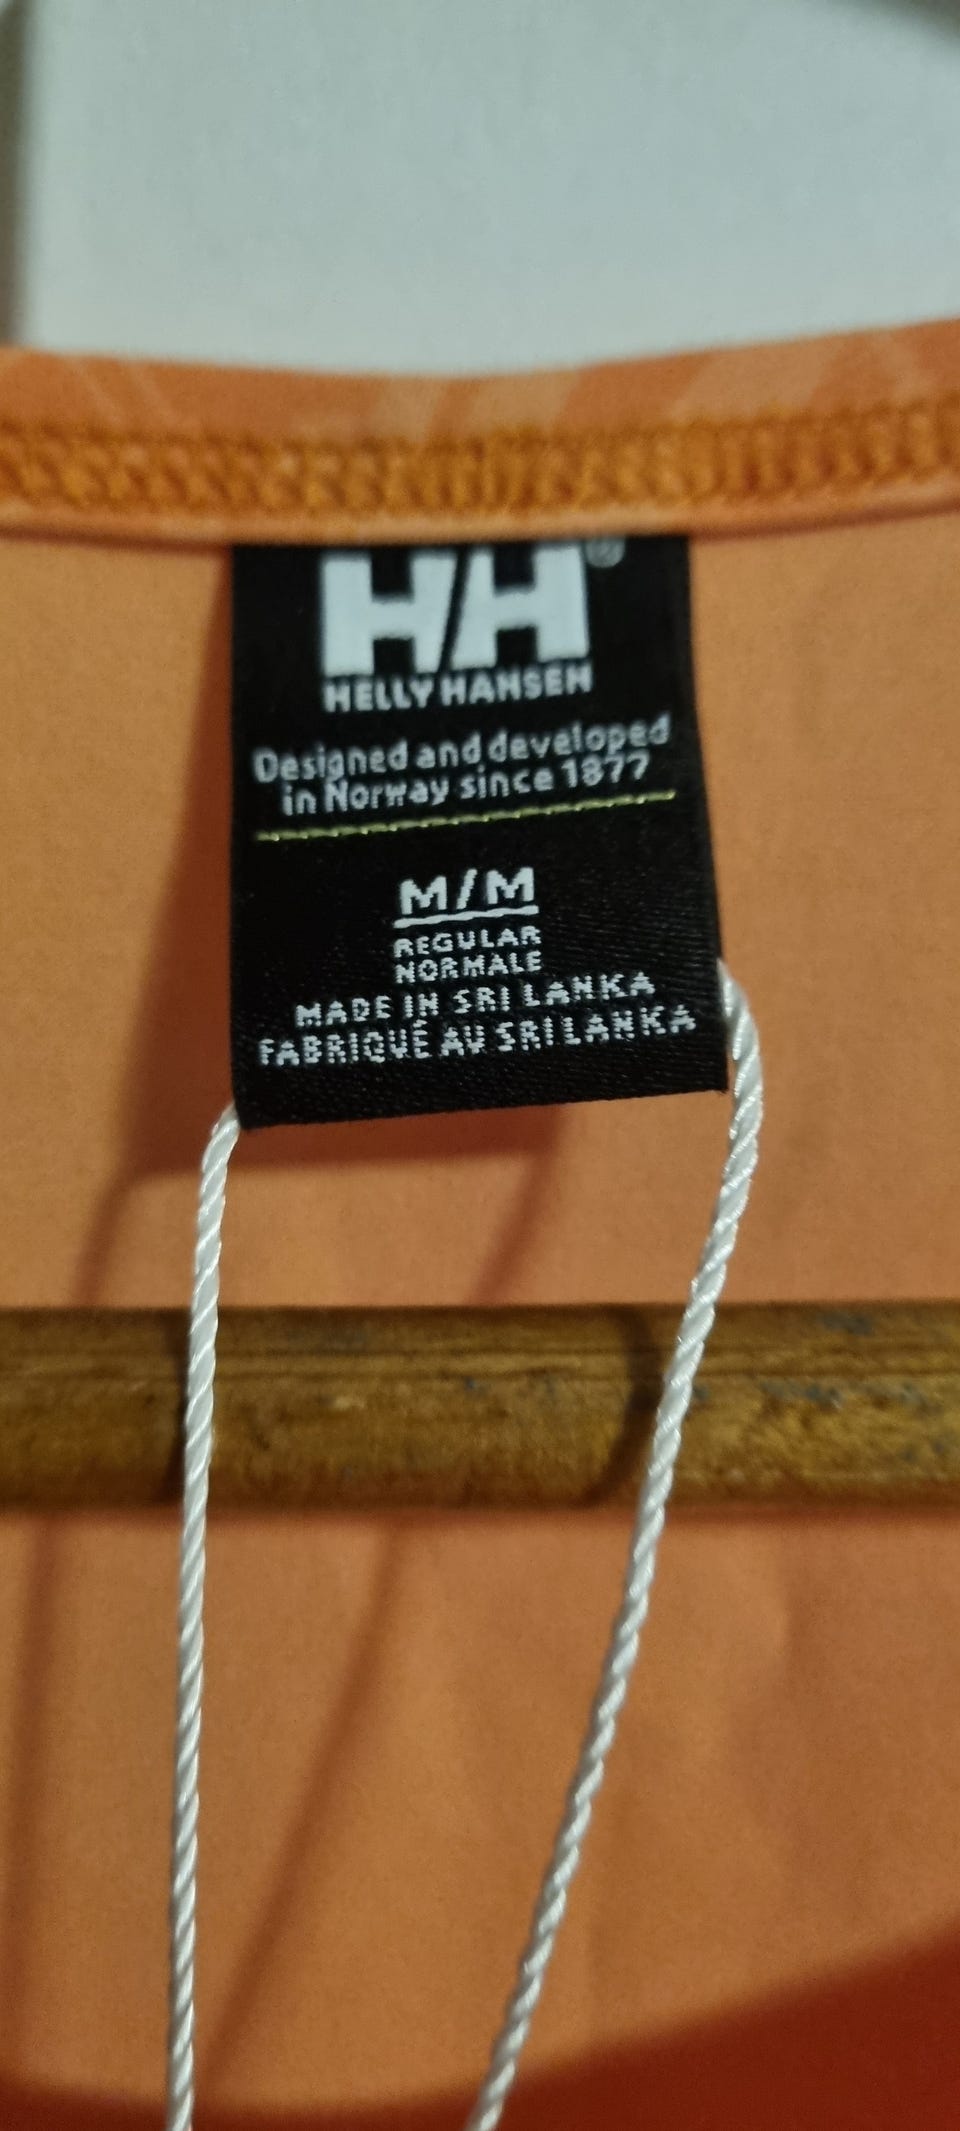 HH®
HELLY HANSEN
Designed and developed
in Norway since 1877
M/M
REGULAR
NORMALE
MADE IN SRI LANKA
FABRIQUÉ AU SRI LANKA